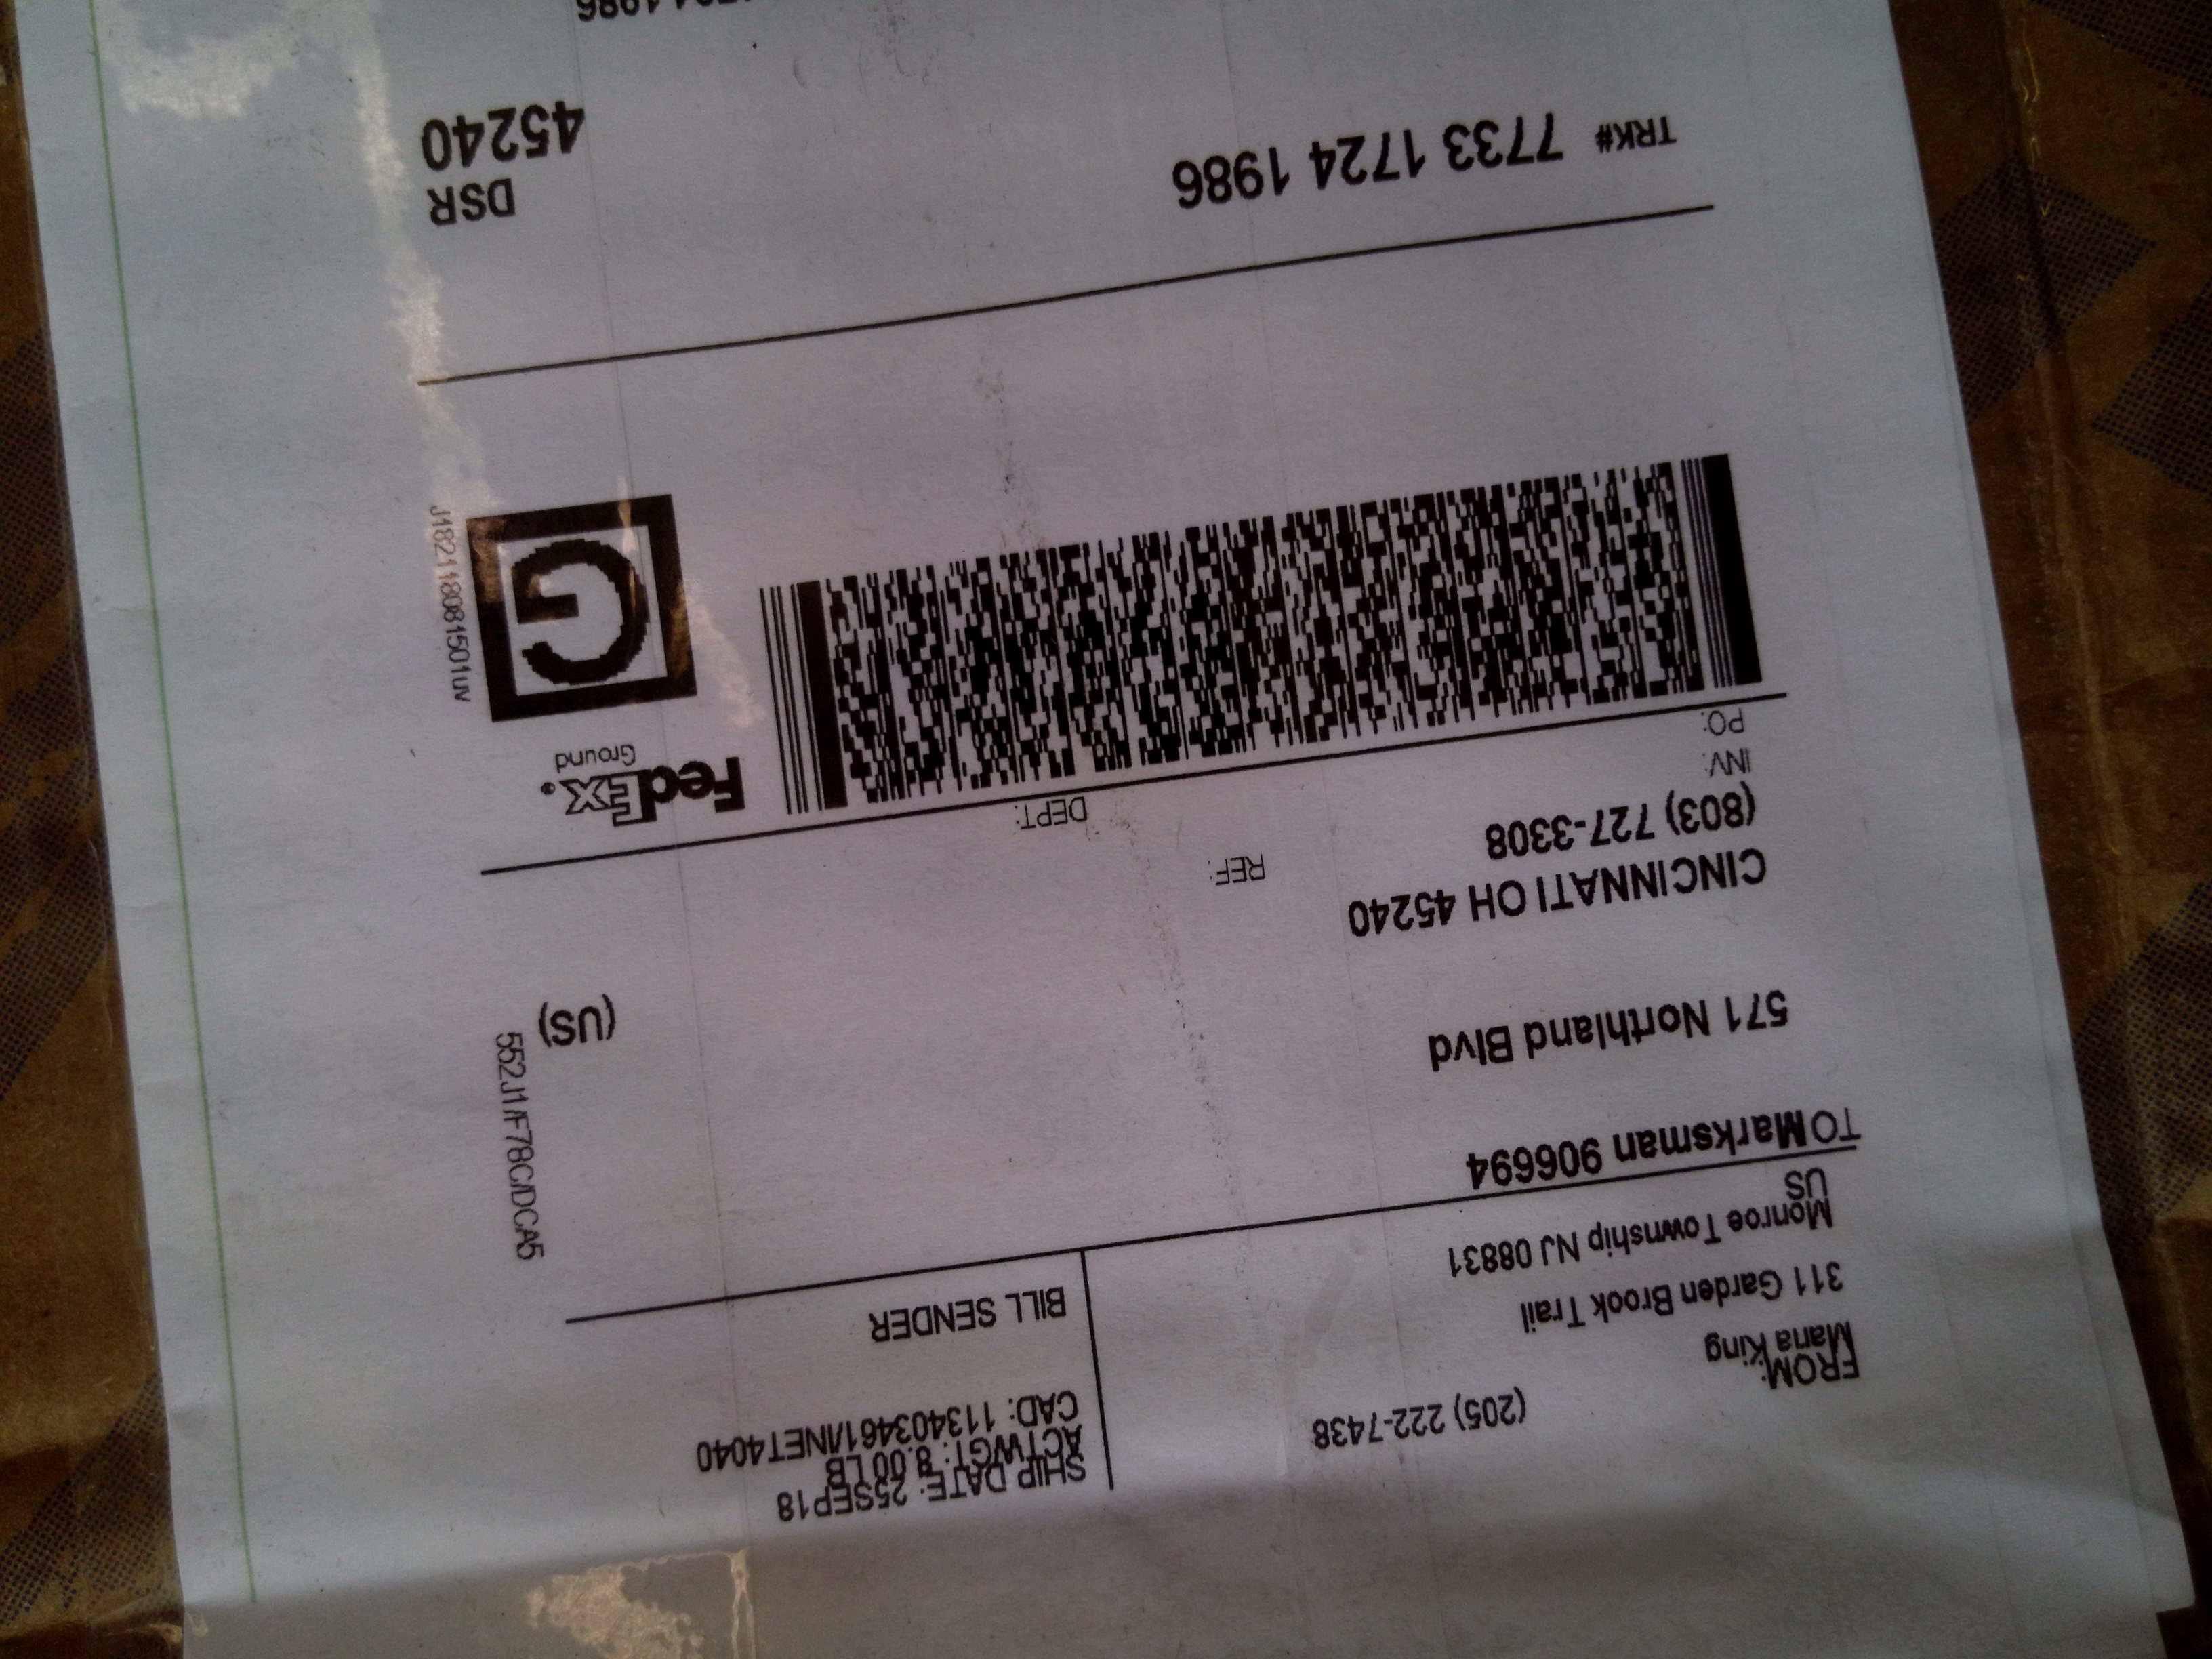 FROM:
(205) 222-7438
Maria King
311 Garden Brook Trail
Monroe Township NJ 08831
US
SHIP DATE: 25SEP18
ACTWGT: 8.00 LB
CAD: 113403461/INET4040
BILL SENDER
TO Marksman 906694
571 Northland Blvd
CINCINNATI OH 45240
(US)
552J1/F78C/DCA5
(803) 727-3308
REF:
INV:
PO:
DEPT:
FedEx®
Ground
G
J182118081501uv
TRK# 7733 1724 1986
DSR
45240
1724 1986